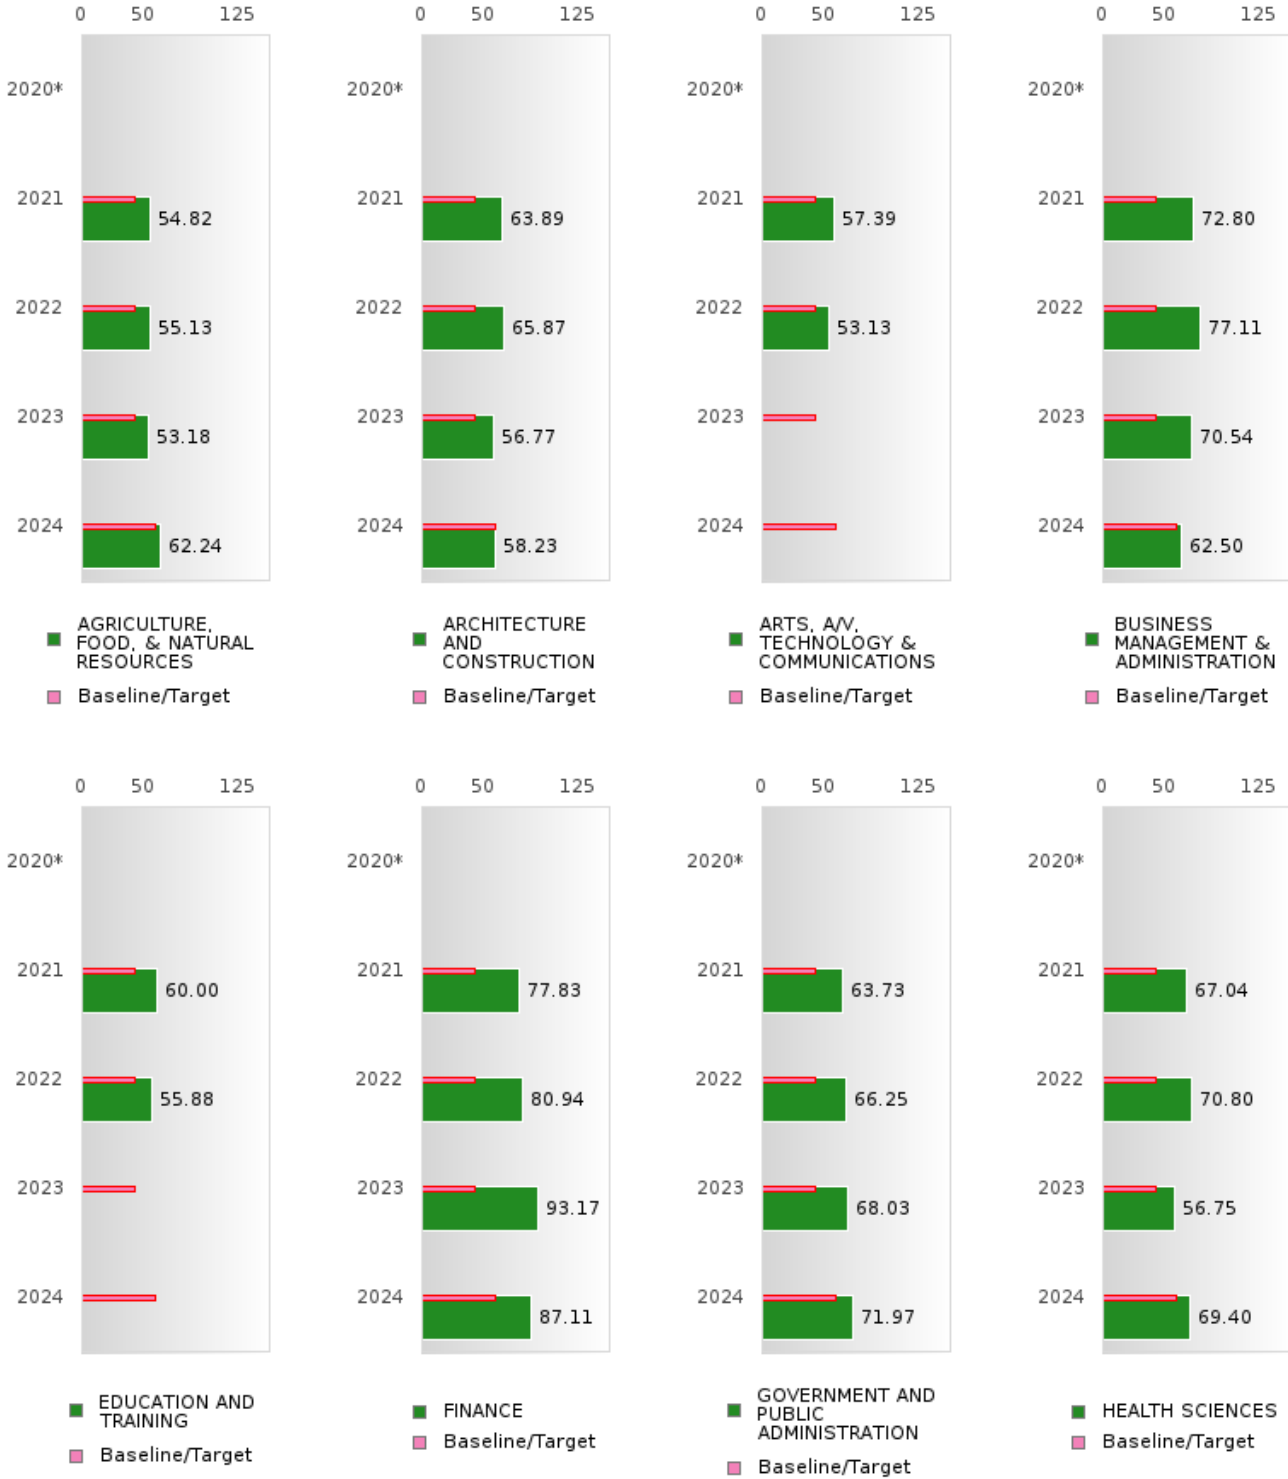 0 50 125
2020*
2021
54.82
2022
55.13
2023
53.18
2024
62.24
AGRICULTURE,
FOOD, & NATURAL
RESOURCES
Baseline/Target
0 50 125
2020*
2021
63.89
2022
65.87
2023
56.77
2024
58.23
ARCHITECTURE
AND
CONSTRUCTION
Baseline/Target
0 50 125
2020*
2021
57.39
2022
53.13
2023
2024
ARTS, A/V,
TECHNOLOGY &
COMMUNICATIONS
Baseline/Target
0 50 125
2020*
2021
72.80
2022
77.11
2023
70.54
2024
62.50
BUSINESS
MANAGEMENT &
ADMINISTRATION
Baseline/Target
0 50 125
2020*
2021
60.00
2022
55.88
2023
2024
EDUCATION AND
TRAINING
Baseline/Target
0 50 125
2020*
2021
77.83
2022
80.94
2023
93.17
2024
87.11
FINANCE
Baseline/Target
0 50 125
2020*
2021
63.73
2022
66.25
2023
68.03
2024
71.97
GOVERNMENT AND
PUBLIC
ADMINISTRATION
Baseline/Target
0 50 125
2020*
2021
67.04
2022
70.80
2023
56.75
2024
69.40
HEALTH SCIENCES
Baseline/Target